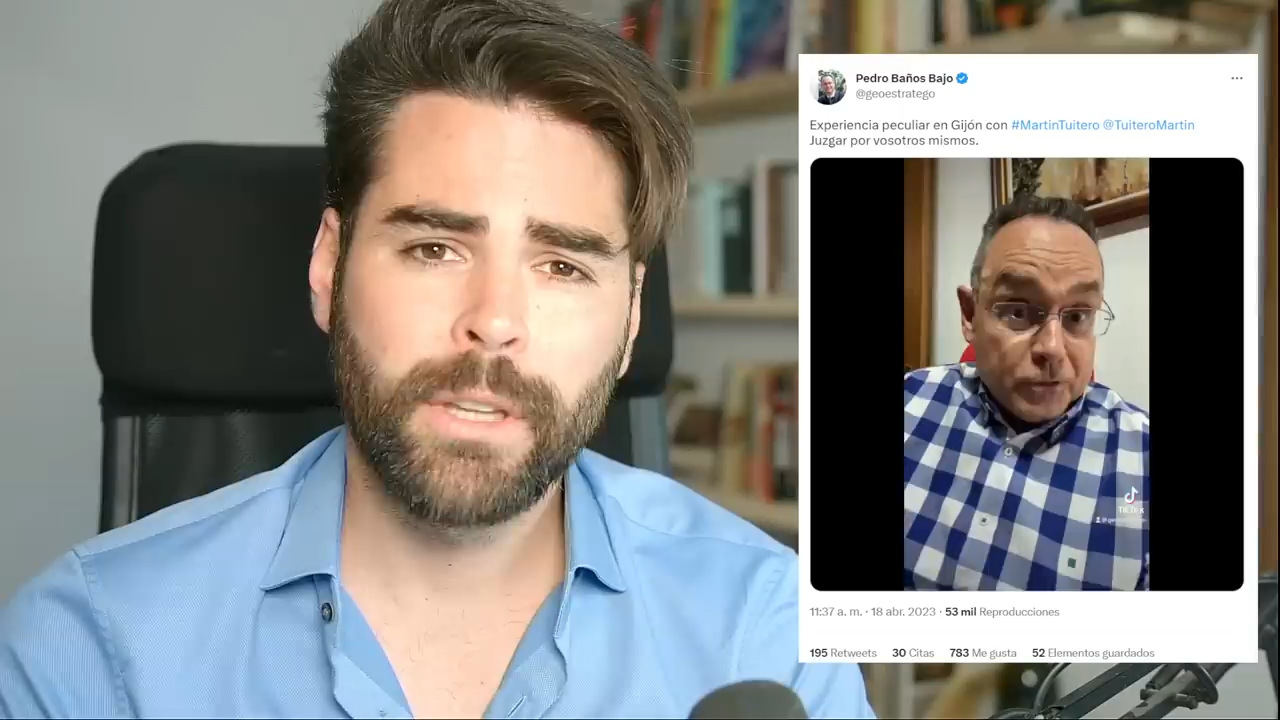 Pedro Baños Bajo
@geoestratego
Experiencia peculiar en Gijón con #MartinTuitero @TuiteroMartin
Juzgar por vosotros mismos.
11:37 a. m. · 18 abr. 2023 · 53 mil Reproducciones
195 Retweets 30 Citas 783 Me gusta 52 Elementos guardados